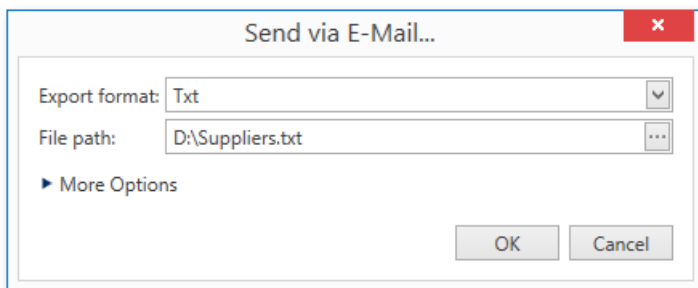 Send via E-Mail...
Export format: Txt
File path: D:\Suppliers.txt
More Options
OK Cancel